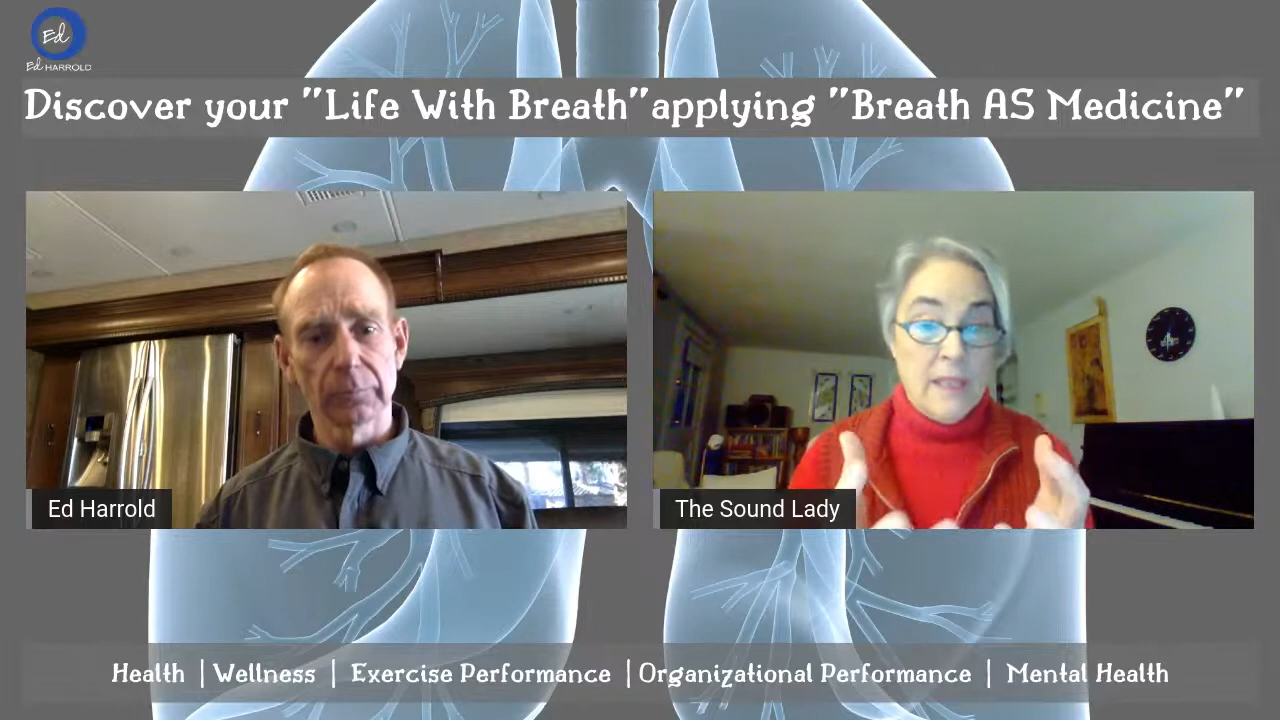 Ed
Ed HARROLD
Discover your "Life With Breath" applying "Breath AS Medicine"
Ed Harrold
The Sound Lady
Health | Wellness | Exercise Performance | Organizational Performance | Mental Health